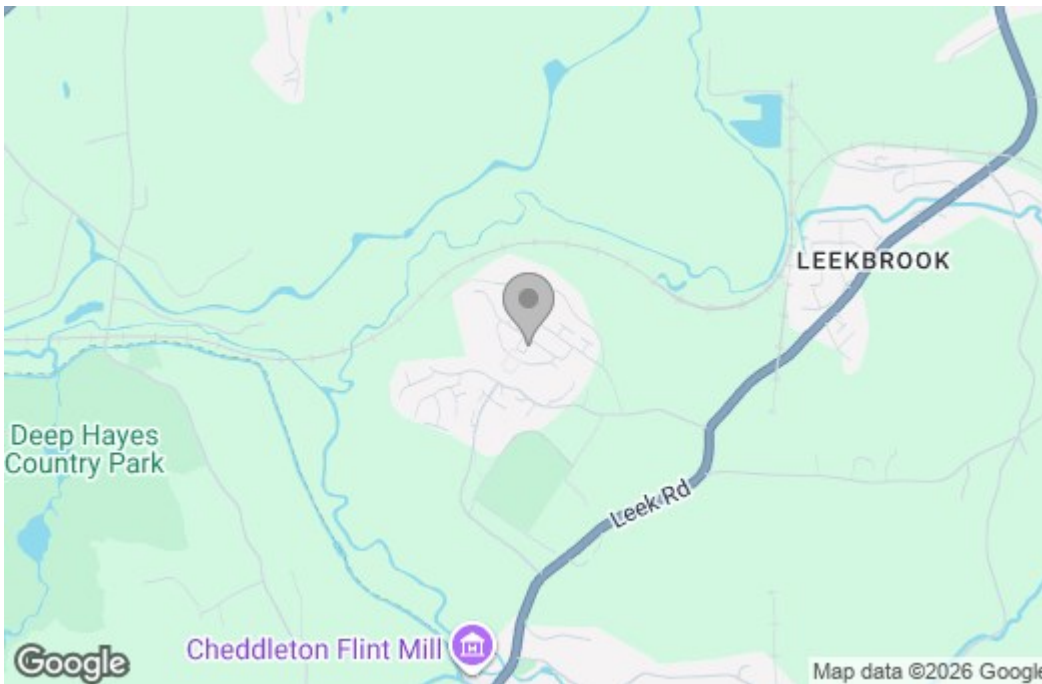 LEEKBROOK
Deep Hayes
Country Park
Leek Rd
Cheddleton Flint Mill
Google
Map data ©2026 Google